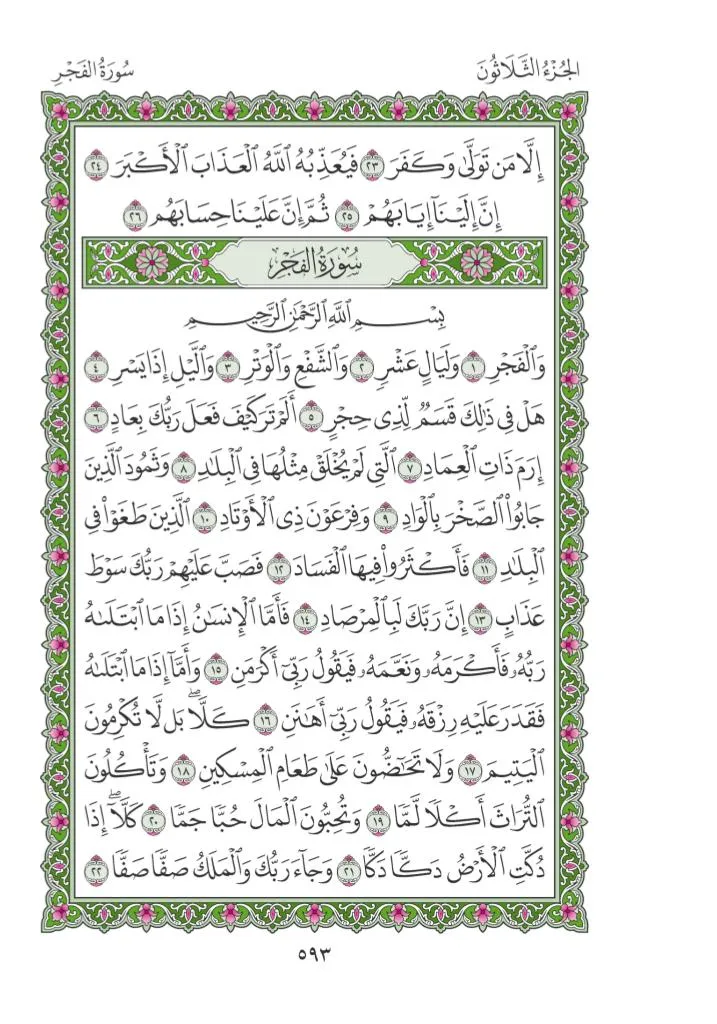 الجُزْءُ الثَّلَاثُونَ
سُورَةُ الفَجْرِ
إِلَّا مَن تَوَلَّىٰ وَكَفَرَ ٢٣ فَيُعَذِّبُهُ ٱللَّهُ ٱلْعَذَابَ ٱلْأَكْبَرَ ٢٤
إِنَّ إِلَيْنَآ إِيَابَهُمْ ٢٥ ثُمَّ إِنَّ عَلَيْنَا حِسَابَهُم ٢٦
سُورَةُ الفَجْرِ
بِسْمِ ٱللَّهِ ٱلرَّحْمَٰنِ ٱلرَّحِيمِ
وَٱلْفَجْرِ ١ وَلَيَالٍ عَشْرٍ ٢ وَٱلشَّفْعِ وَٱلْوَتْرِ ٣ وَٱلَّيْلِ إِذَا يَسْرِ ٤
هَلْ فِي ذَٰلِكَ قَسَمٌ لِّذِي حِجْرٍ ٥ أَلَمْ تَرَ كَيْفَ فَعَلَ رَبُّكَ بِعَادٍ ٦
إِرَمَ ذَاتِ ٱلْعِمَادِ ٧ ٱلَّتِي لَمْ يُخْلَقْ مِثْلُهَا فِي ٱلْبِلَٰدِ ٨ وَثَمُودَ ٱلَّذِينَ
جَابُوا۟ ٱلصَّخْرَ بِٱلْوَادِ ٩ وَفِرْعَوْنَ ذِي ٱلْأَوْتَادِ ١٠ ٱلَّذِينَ طَغَوْا۟ فِي
ٱلْبِلَٰدِ ١١ فَأَكْثَرُوا۟ فِيهَا ٱلْفَسَادَ ١٢ فَصَبَّ عَلَيْهِمْ رَبُّكَ سَوْطَ
عَذَابٍ ١٣ إِنَّ رَبَّكَ لَبِٱلْمِرْصَادِ ١٤ فَأَمَّا ٱلْإِنسَٰنُ إِذَا مَا ٱبْتَلَىٰهُ
رَبُّهُۥ فَأَكْرَمَهُۥ وَنَعَّمَهُۥ فَيَقُولُ رَبِّيٓ أَكْرَمَنِ ١٥ وَأَمَّآ إِذَا مَا ٱبْتَلَىٰهُ
فَقَدَرَ عَلَيْهِ رِزْقَهُۥ فَيَقُولُ رَبِّيٓ أَهَٰنَنِ ١٦ كَلَّا ۖ بَل لَّا تُكْرِمُونَ
ٱلْيَتِيمَ ١٧ وَلَا تَحَٰٓضُّونَ عَلَىٰ طَعَامِ ٱلْمِسْكِينِ ١٨ وَتَأْكُلُونَ
ٱلتُّرَاثَ أَكْلًا لَّمًّا ١٩ وَتُحِبُّونَ ٱلْمَالَ حُبًّا جَمًّا ٢٠ كَلَّآ ۖ إِذَا
دُكَّتِ ٱلْأَرْضُ دَكًّا دَكًّا ٢١ وَجَآءَ رَبُّكَ وَٱلْمَلَكُ صَفًّا صَفًّا ٢٢
٥٩٣